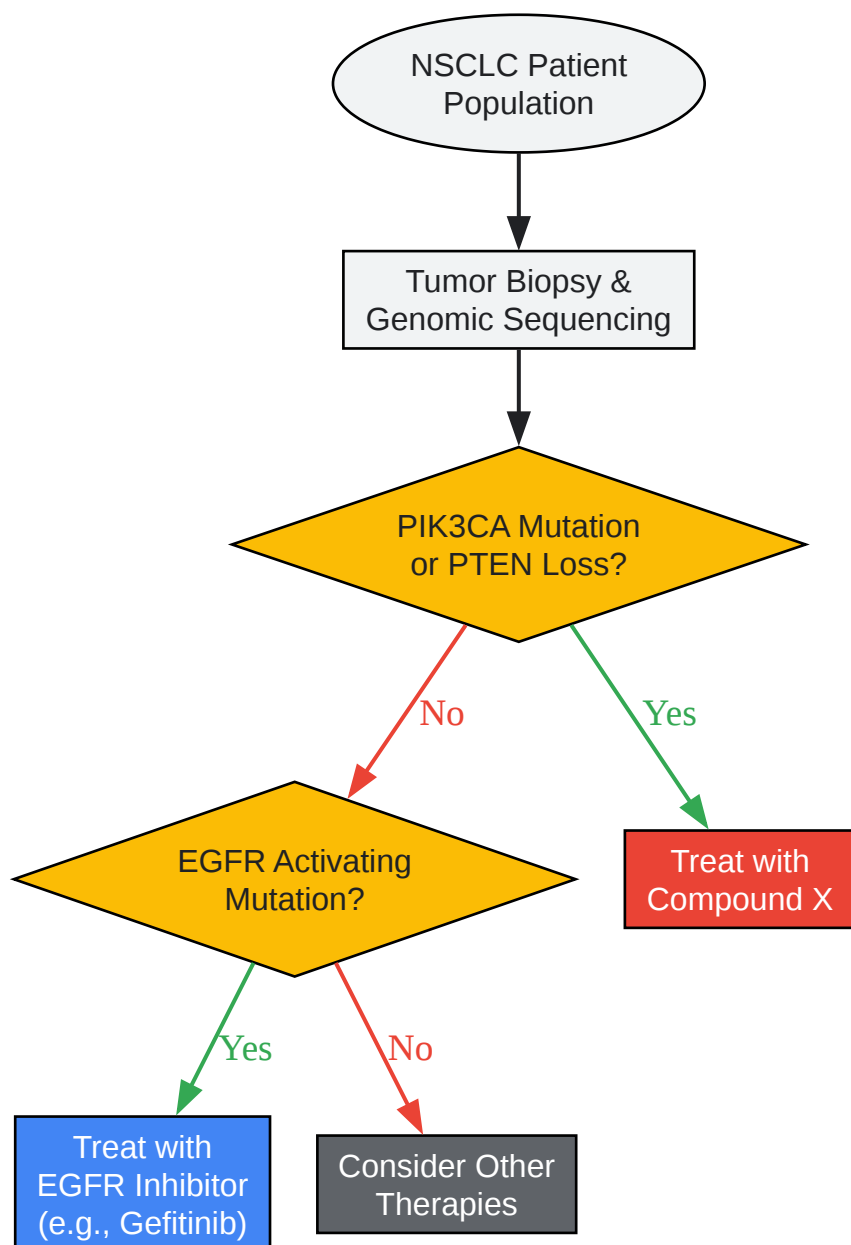 NSCLC Patient
Population
Tumor Biopsy &
Genomic Sequencing
PIK3CA Mutation
or PTEN Loss?
No
Yes
EGFR Activating
Mutation?
Treat with
Compound X
Yes
No
Treat with
EGFR Inhibitor
(e.g., Gefitinib)
Consider Other
Therapies